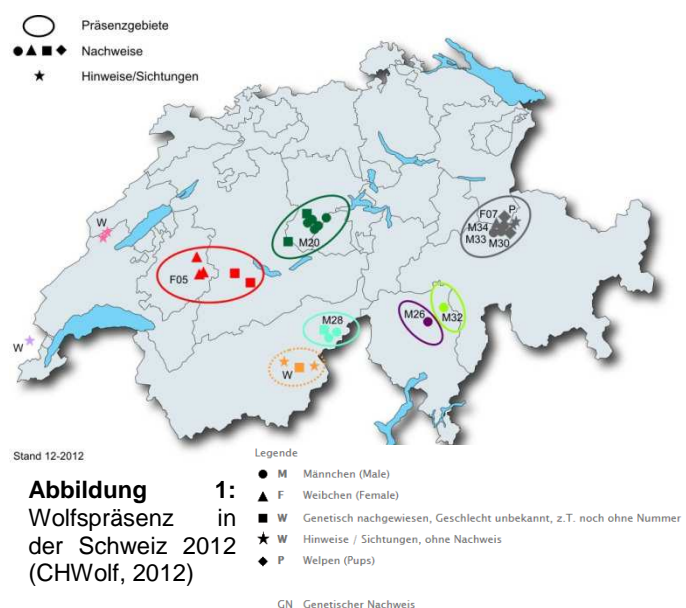 Präsenzgebiete
Nachweise
Hinweise/Sichtungen
W
F05
M20
F07
P
M34
M33
M30
M28
M26
M32
W
W
Stand 12-2012
Legende
M Männchen (Male)
F Weibchen (Female)
W Genetisch nachgewiesen, Geschlecht unbekannt, z.T. noch ohne Nummer
W Hinweise / Sichtungen, ohne Nachweis
P Welpen (Pups)
GN Genetischer Nachweis
Abbildung 1:
Wolfspräsenz in
der Schweiz 2012
(CHWolf, 2012)